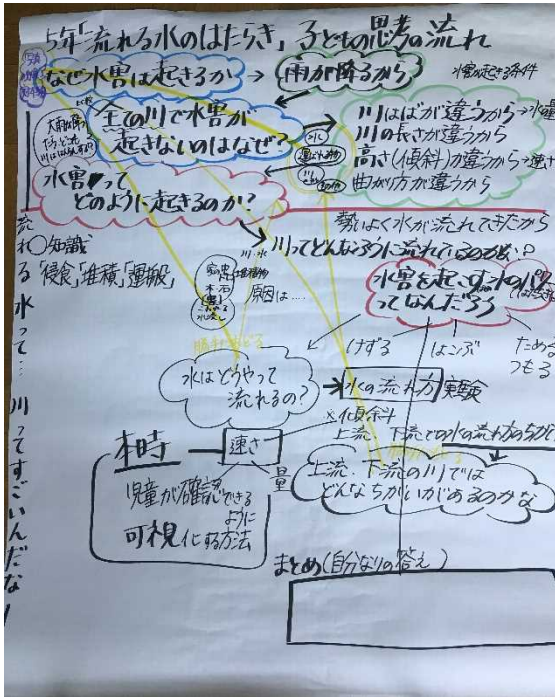 5年「流れる水のはたらき」子どもの思考の流れ
なぜ水害は起きるか
→
雨が降るから
水害が起きる条件
全ての川で水害が
起きないのはなぜ?
川はばが違うから→水量
川の長さが違うから
高さ(傾斜)が違うから→速さ
曲がり方が違うから
大雨が降っ
水害って
どのように起きるのか?
勢いよく水が流れてきたから
川ってどんなふうに流れているのかな?
○知識
「侵食」「堆積」「運搬」
川・水
堆積物
木石
原因は....
水害を起こす水のパワー
ってなんだろう
けずる
はこぶ
ためる
つもる
水はどうやって
流れるの?
→
水の流れ方
実験
×傾斜
上流、下流での水の流れ方のちがい
本時
速さ
量
児童が確認できる
ように
可視化する方法
上流、下流の川では
どんなちがいがあるのかな
まとめ(自分なりの答え)
流れる水って…川ってすごいんだな!